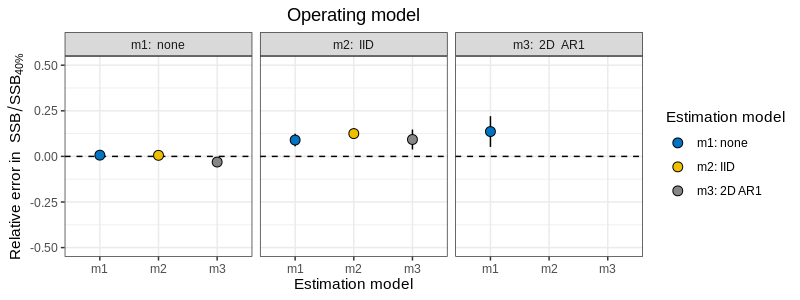 Operating model
m1: none
m2: IID
m3: 2D AR1
Relative error in SSB/SSB40%
0.50
0.25
0.00
-0.25
-0.50
m1 m2 m3
m1 m2 m3
m1 m2 m3
Estimation model
Estimation model
m1: none
m2: IID
m3: 2D AR1